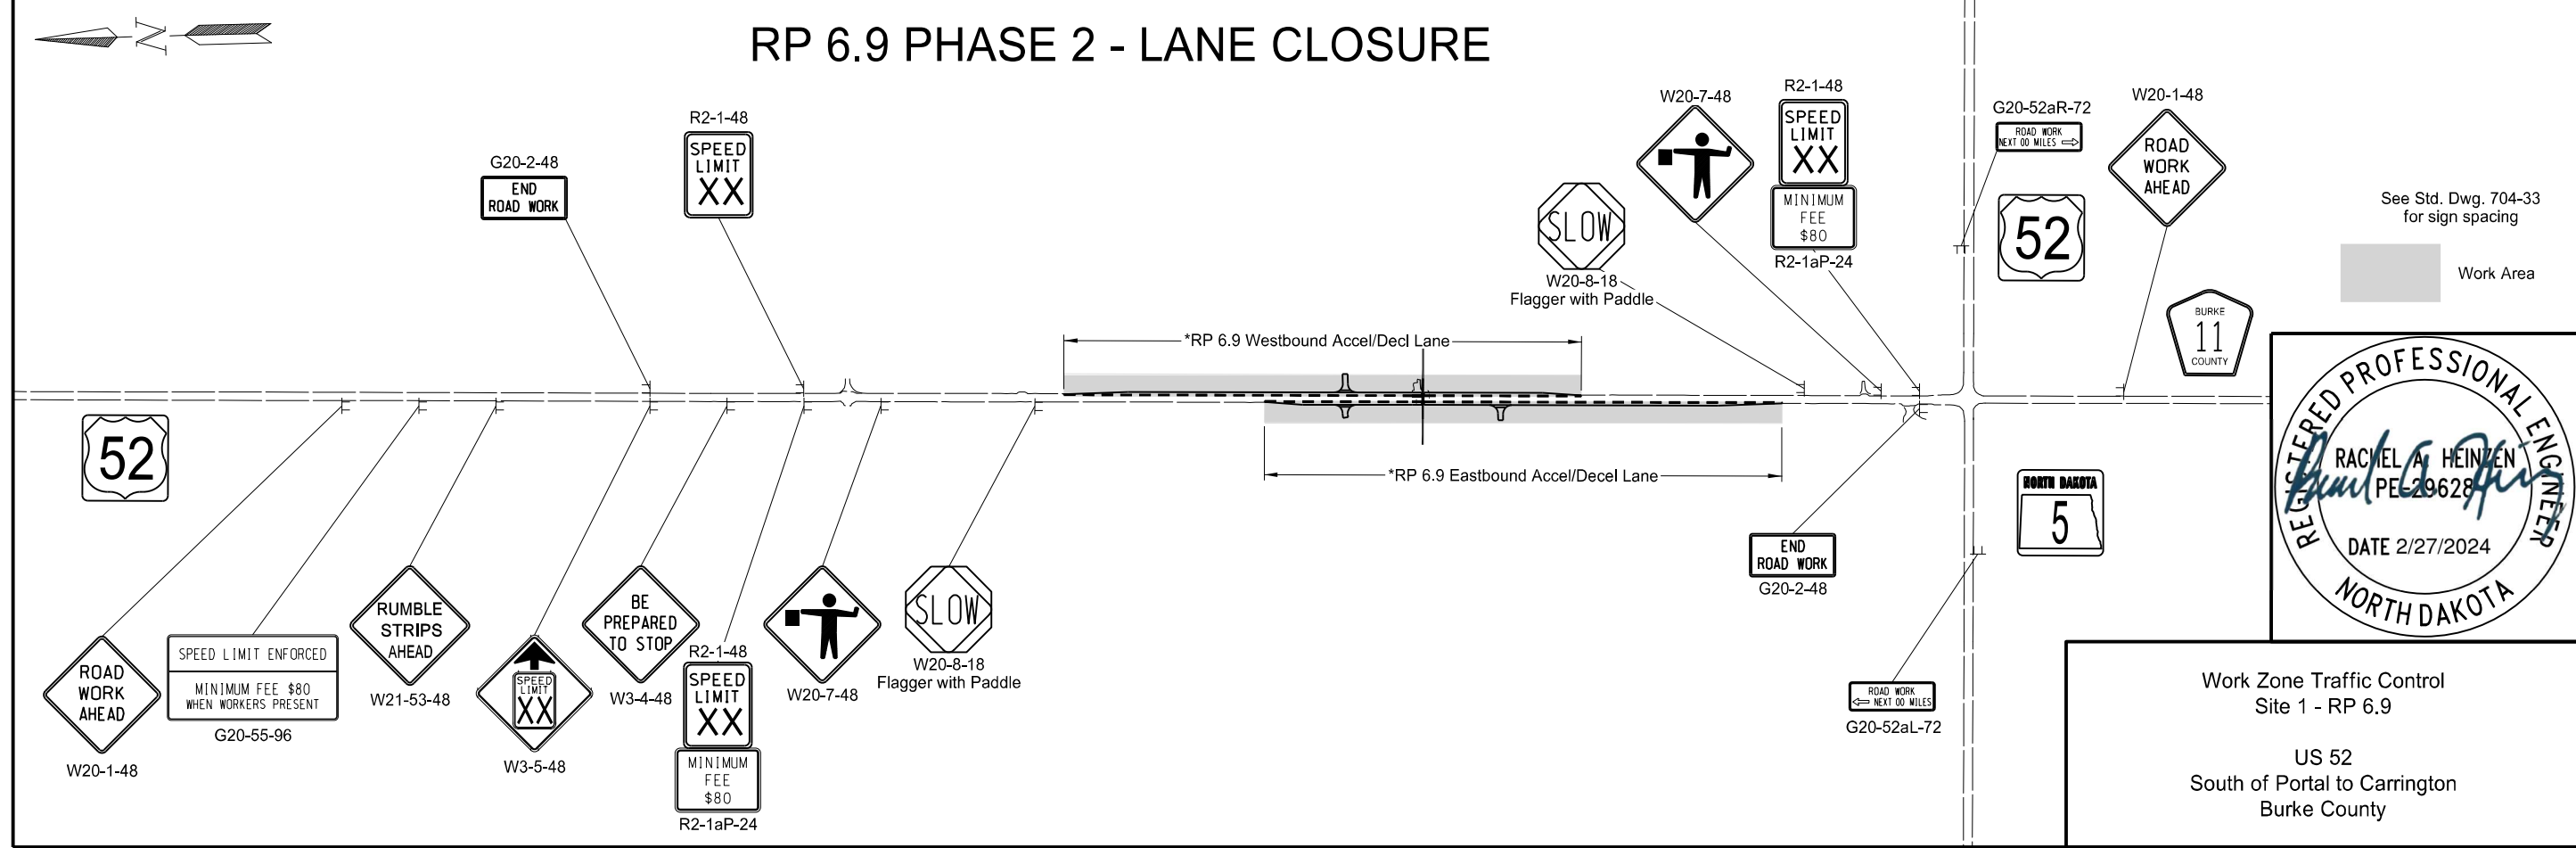 N
RP 6.9 PHASE 2 - LANE CLOSURE
G20-2-48
END
ROAD WORK
R2-1-48
SPEED
LIMIT
XX
SLOW
W20-8-18
Flagger with Paddle
W20-7-48
R2-1-48
SPEED
LIMIT
XX
MINIMUM
FEE
$80
R2-1aP-24
G20-52aR-72
ROAD WORK
NEXT 00 MILES
52
W20-1-48
ROAD
WORK
AHEAD
BURKE
11
COUNTY
See Std. Dwg. 704-33
for sign spacing
Work Area
*RP 6.9 Westbound Accel/Decl Lane
*RP 6.9 Eastbound Accel/Decel Lane
52
ROAD
WORK
AHEAD
W20-1-48
SPEED LIMIT ENFORCED
MINIMUM FEE $80
WHEN WORKERS PRESENT
G20-55-96
RUMBLE
STRIPS
AHEAD
W21-53-48
SPEED
LIMIT
XX
W3-5-48
BE
PREPARED
TO STOP
W3-4-48
R2-1-48
SPEED
LIMIT
XX
MINIMUM
FEE
$80
R2-1aP-24
W20-7-48
SLOW
W20-8-18
Flagger with Paddle
END
ROAD WORK
G20-2-48
ROAD WORK
NEXT 00 MILES
G20-52aL-72
NORTH DAKOTA
5
REGISTERED PROFESSIONAL ENGINEER
RACHEL A. HEINZEN
PE-29628
DATE 2/27/2024
NORTH DAKOTA
Work Zone Traffic Control
Site 1 - RP 6.9
US 52
South of Portal to Carrington
Burke County